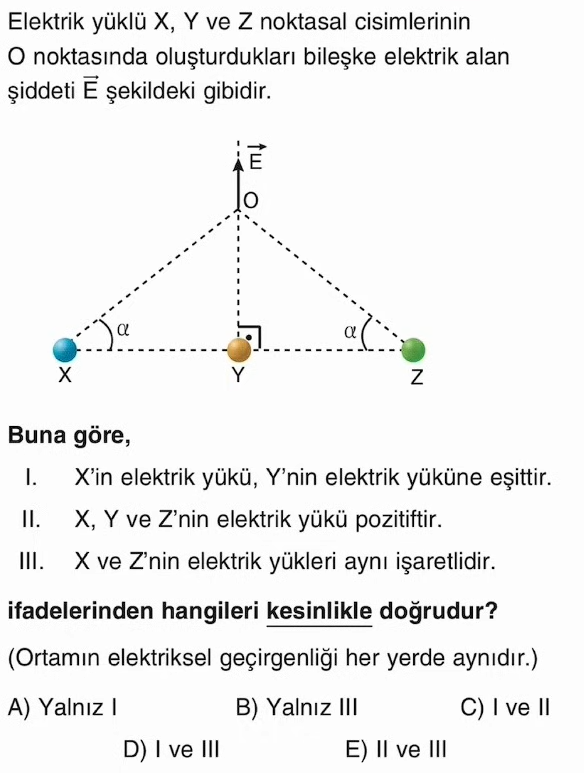 Elektrik yüklü X, Y ve Z noktasal cisimlerinin
O noktasında oluşturdukları bileşke elektrik alan
şiddeti E⃗ şekildeki gibidir.
E⃗
O
α
α
X
Y
Z
Buna göre,
I. X'in elektrik yükü, Y'nin elektrik yüküne eşittir.
II. X, Y ve Z'nin elektrik yükü pozitiftir.
III. X ve Z'nin elektrik yükleri aynı işaretlidir.
ifadelerinden hangileri kesinlikle doğrudur?
(Ortamın elektriksel geçirgenliği her yerde aynıdır.)
A) Yalnız I B) Yalnız III C) I ve II
D) I ve III E) II ve III